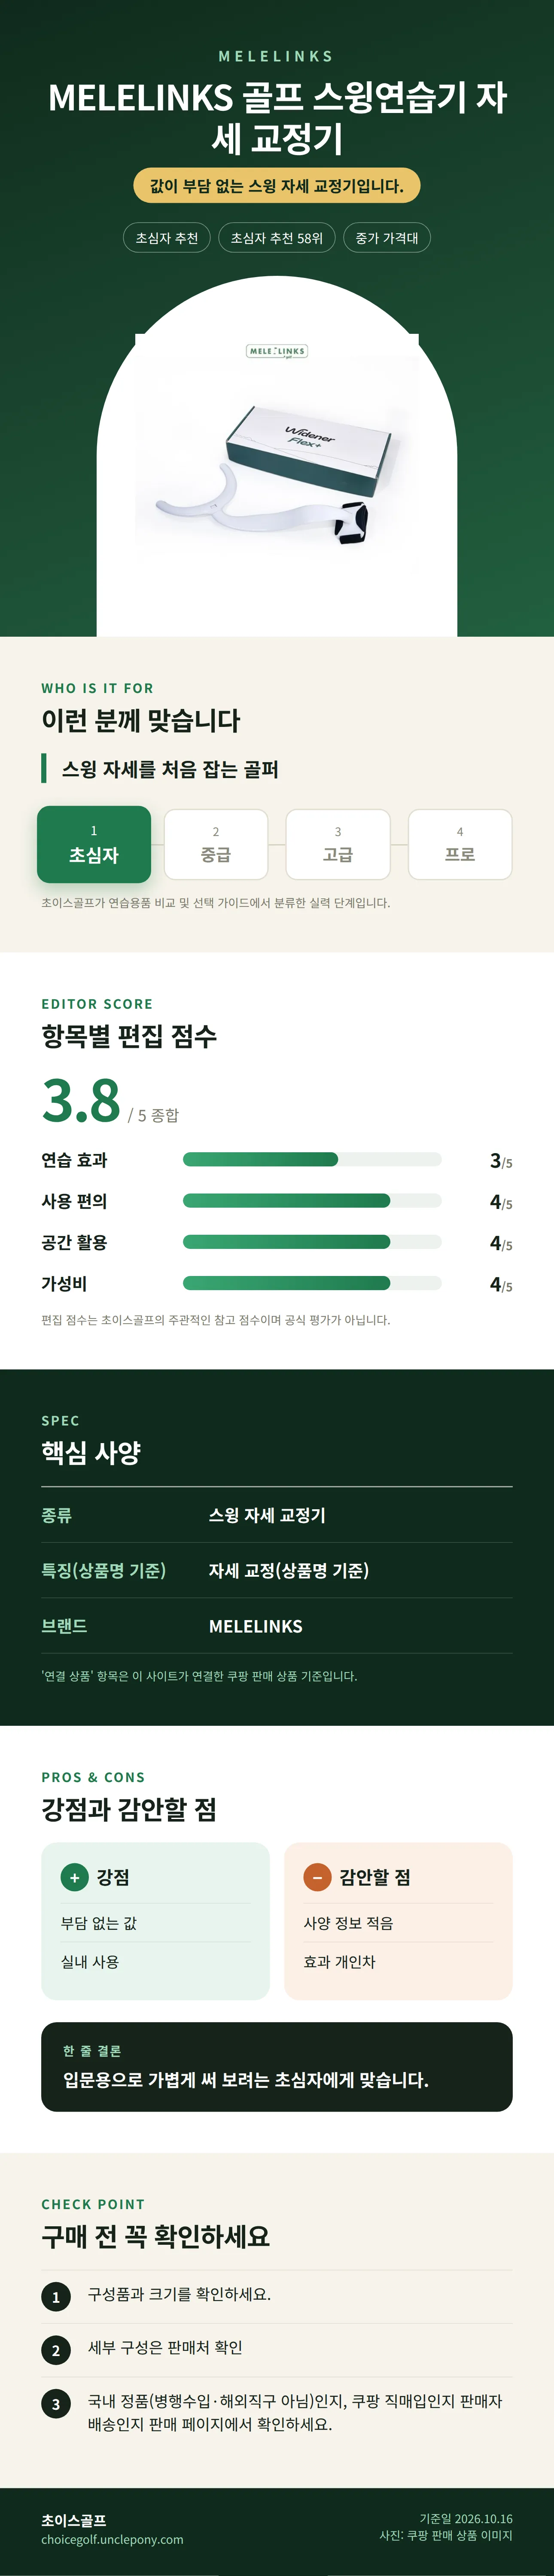 MELELINKS
MELELINKS 골프 스윙연습기 자
세 교정기
값이 부담 없는 스윙 자세 교정기입니다.
초심자 추천
초심자 추천 58위
중가 가격대
MELELINKS
Widener
Flex+
WHO IS IT FOR
이런 분께 맞습니다
스윙 자세를 처음 잡는 골퍼
1
초심자
2
중급
3
고급
4
프로
초이스골프가 연습용품 비교 및 선택 가이드에서 분류한 실력 단계입니다.
EDITOR SCORE
항목별 편집 점수
3.8 / 5 종합
연습 효과 3/5
사용 편의 4/5
공간 활용 4/5
가성비 4/5
편집 점수는 초이스골프의 주관적인 참고 점수이며 공식 평가가 아닙니다.
SPEC
핵심 사양
종류 스윙 자세 교정기
특징(상품명 기준) 자세 교정(상품명 기준)
브랜드 MELELINKS
'연결 상품' 항목은 이 사이트가 연결한 쿠팡 판매 상품 기준입니다.
PROS & CONS
강점과 감안할 점
+ 강점
부담 없는 값
실내 사용
− 감안할 점
사양 정보 적음
효과 개인차
한 줄 결론
입문용으로 가볍게 써 보려는 초심자에게 맞습니다.
CHECK POINT
구매 전 꼭 확인하세요
1 구성품과 크기를 확인하세요.
2 세부 구성은 판매처 확인
3 국내 정품(병행수입·해외직구 아님)인지, 쿠팡 직매입인지 판매자
배송인지 판매 페이지에서 확인하세요.
초이스골프
choicegolf.unclepony.com
기준일 2026.10.16
사진: 쿠팡 판매 상품 이미지